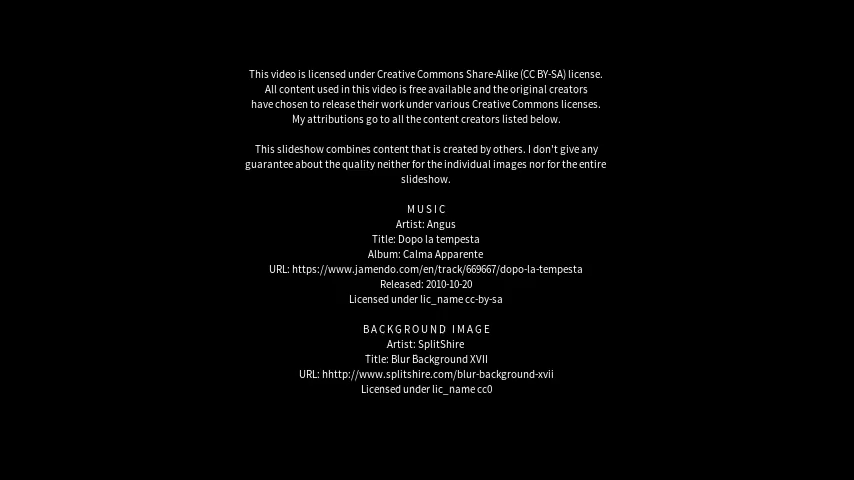 This video is licensed under Creative Commons Share-Alike (CC BY-SA) license.
All content used in this video is free available and the original creators
have chosen to release their work under various Creative Commons licenses.
My attributions go to all the content creators listed below.
This slideshow combines content that is created by others. I don't give any
guarantee about the quality neither for the individual images nor for the entire
slideshow.
MUSIC
Artist: Angus
Title: Dopo la tempesta
Album: Calma Apparente
URL: https://www.jamendo.com/en/track/669667/dopo-la-tempesta
Released: 2010-10-20
Licensed under lic_name cc-by-sa
BACKGROUND IMAGE
Artist: SplitShire
Title: Blur Background XVII
URL: hhttp://www.splitshire.com/blur-background-xvii
Licensed under lic_name cc0